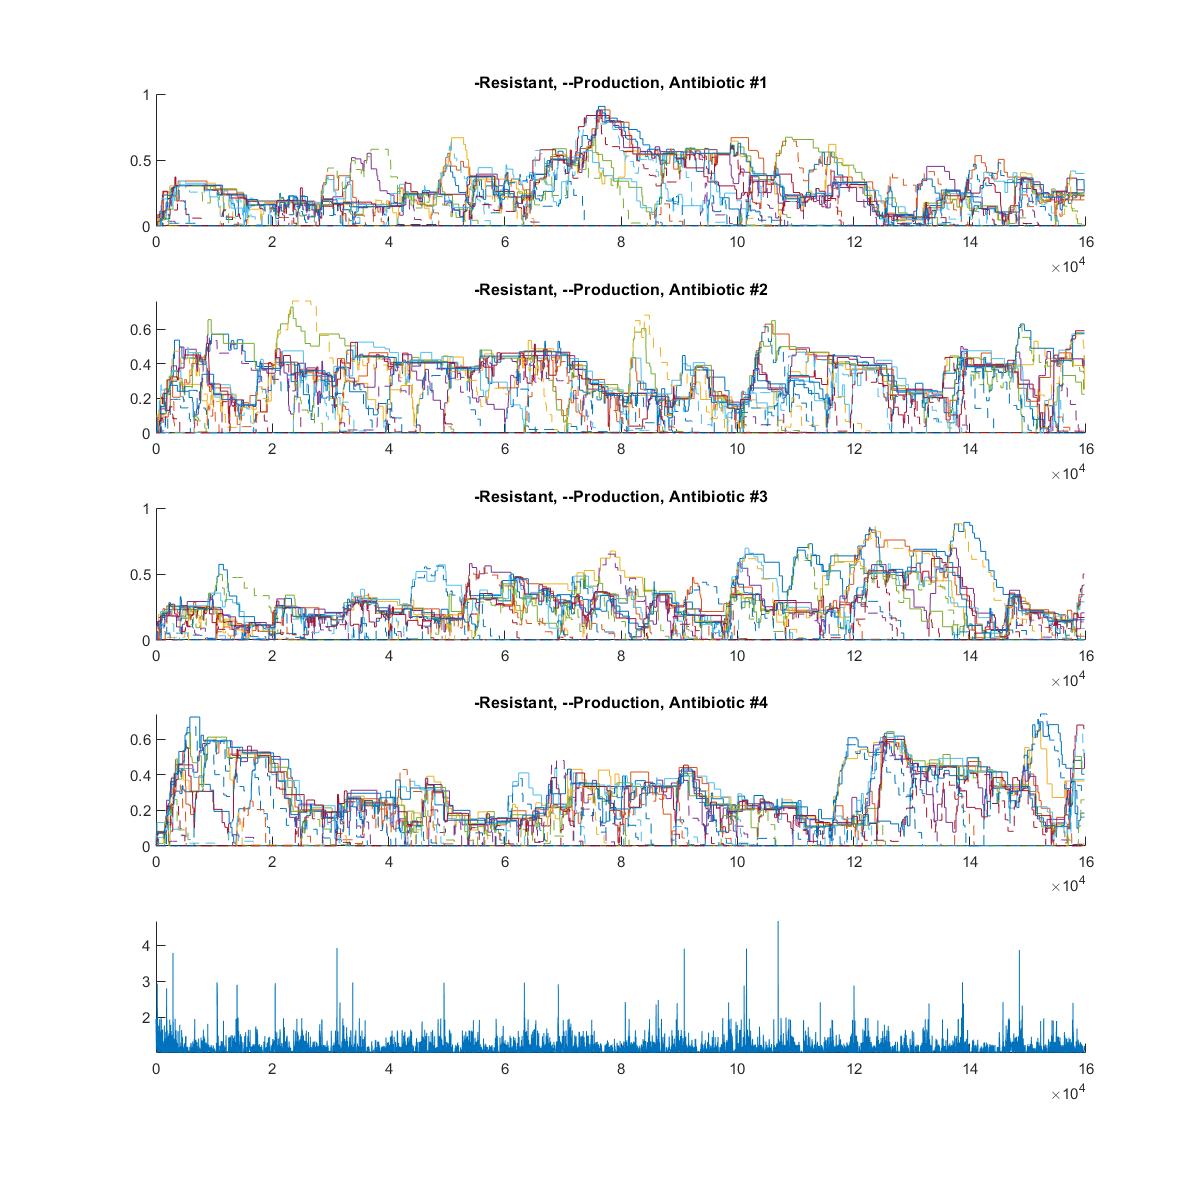 -Resistant, --Production, Antibiotic #1
1
0.5
0
0 2 4 6 8 10 12 14 16
×10^4
-Resistant, --Production, Antibiotic #2
0.6
0.4
0.2
0
0 2 4 6 8 10 12 14 16
×10^4
-Resistant, --Production, Antibiotic #3
1
0.5
0
0 2 4 6 8 10 12 14 16
×10^4
-Resistant, --Production, Antibiotic #4
0.6
0.4
0.2
0
0 2 4 6 8 10 12 14 16
×10^4
4
3
2
0 2 4 6 8 10 12 14 16
×10^4